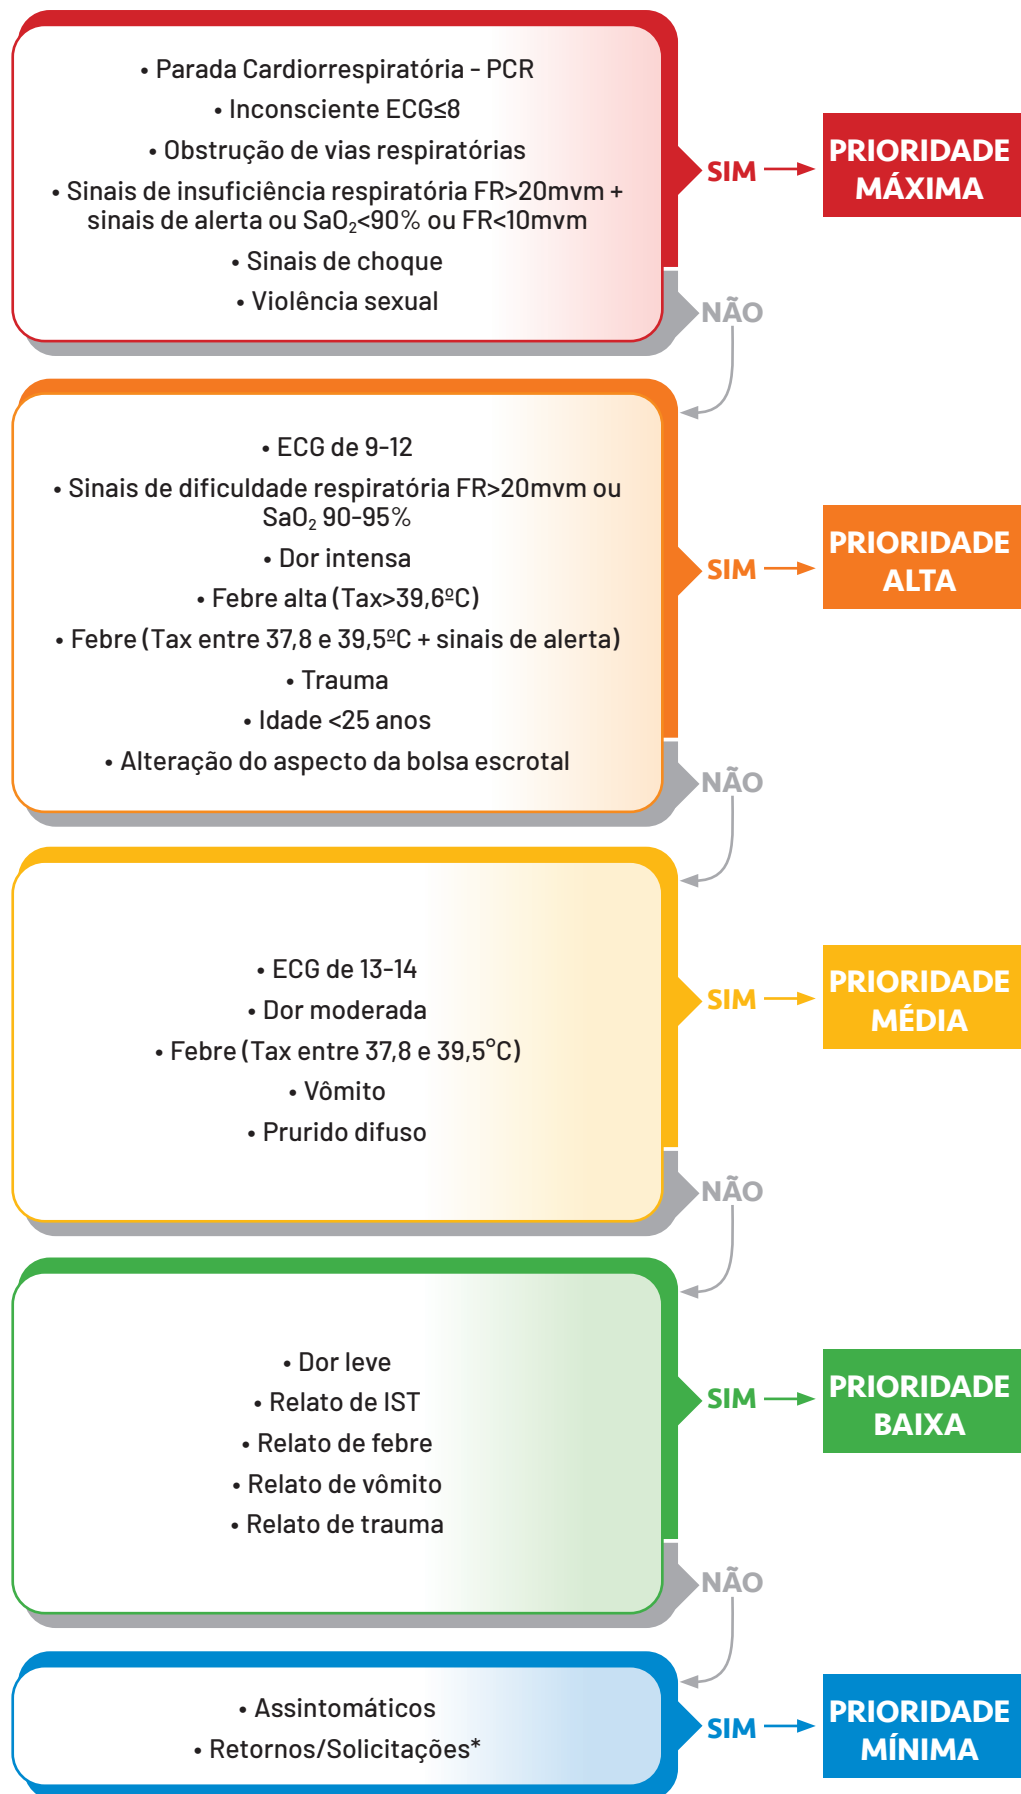 • Parada Cardiorrespiratória - PCR
• Inconsciente ECG≤8
• Obstrução de vias respiratórias
• Sinais de insuficiência respiratória FR>20mvm +
sinais de alerta ou SaO₂<90% ou FR<10mvm
• Sinais de choque
• Violência sexual
SIM
PRIORIDADE
MÁXIMA
NÃO
• ECG de 9-12
• Sinais de dificuldade respiratória FR>20mvm ou
SaO₂ 90-95%
• Dor intensa
• Febre alta (Tax>39,6ºC)
• Febre (Tax entre 37,8 e 39,5ºC + sinais de alerta)
• Trauma
• Idade <25 anos
• Alteração do aspecto da bolsa escrotal
SIM
PRIORIDADE
ALTA
NÃO
• ECG de 13-14
• Dor moderada
• Febre (Tax entre 37,8 e 39,5°C)
• Vômito
• Prurido difuso
SIM
PRIORIDADE
MÉDIA
NÃO
• Dor leve
• Relato de IST
• Relato de febre
• Relato de vômito
• Relato de trauma
SIM
PRIORIDADE
BAIXA
NÃO
• Assintomáticos
• Retornos/Solicitações*
SIM
PRIORIDADE
MÍNIMA